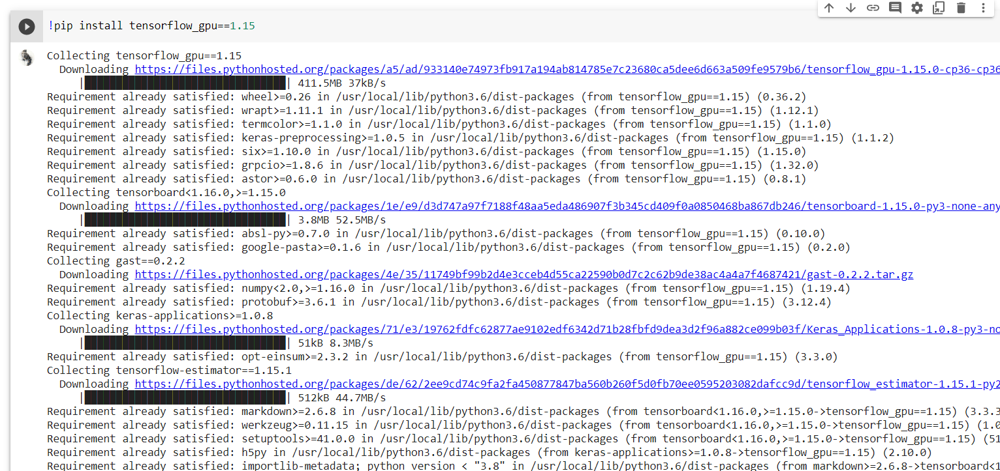 !pip install tensorflow_gpu==1.15
Collecting tensorflow_gpu==1.15
Downloading https://files.pythonhosted.org/packages/a5/ad/933140e74973fb917a194ab814785e7c23680ca5dee6d663a509fe9579b6/tensorflow_gpu-1.15.0-cp36-cp36
411.5MB 37kB/s
Requirement already satisfied: wheel>=0.26 in /usr/local/lib/python3.6/dist-packages (from tensorflow_gpu==1.15) (0.36.2)
Requirement already satisfied: wrapt>=1.11.1 in /usr/local/lib/python3.6/dist-packages (from tensorflow_gpu==1.15) (1.12.1)
Requirement already satisfied: termcolor>=1.1.0 in /usr/local/lib/python3.6/dist-packages (from tensorflow_gpu==1.15) (1.1.0)
Requirement already satisfied: keras-preprocessing>=1.0.5 in /usr/local/lib/python3.6/dist-packages (from tensorflow_gpu==1.15) (1.1.2)
Requirement already satisfied: six>=1.10.0 in /usr/local/lib/python3.6/dist-packages (from tensorflow_gpu==1.15) (1.15.0)
Requirement already satisfied: grpcio>=1.8.6 in /usr/local/lib/python3.6/dist-packages (from tensorflow_gpu==1.15) (1.32.0)
Requirement already satisfied: astor>=0.6.0 in /usr/local/lib/python3.6/dist-packages (from tensorflow_gpu==1.15) (0.8.1)
Collecting tensorboard<1.16.0,>=1.15.0
Downloading https://files.pythonhosted.org/packages/1e/e9/d3d747a97f7188f48aa5eda486907f3b345cd409f0a0850468ba867db246/tensorboard-1.15.0-py3-none-any
3.8MB 52.5MB/s
Requirement already satisfied: absl-py>=0.7.0 in /usr/local/lib/python3.6/dist-packages (from tensorflow_gpu==1.15) (0.10.0)
Requirement already satisfied: google-pasta>=0.1.6 in /usr/local/lib/python3.6/dist-packages (from tensorflow_gpu==1.15) (0.2.0)
Collecting gast==0.2.2
Downloading https://files.pythonhosted.org/packages/4e/35/11749bf99b2d4e3cceb4d55ca22590b0d7c2c62b9de38ac4a4a7f4687421/gast-0.2.2.tar.gz
Requirement already satisfied: numpy<2.0,>=1.16.0 in /usr/local/lib/python3.6/dist-packages (from tensorflow_gpu==1.15) (1.19.4)
Requirement already satisfied: protobuf>=3.6.1 in /usr/local/lib/python3.6/dist-packages (from tensorflow_gpu==1.15) (3.12.4)
Collecting keras-applications>=1.0.8
Downloading https://files.pythonhosted.org/packages/71/e3/19762fdfc62877ae9102edf6342d71b28fbfd9dea3d2f96a882ce099b03f/Keras_Applications-1.0.8-py3-no
51kB 8.3MB/s
Requirement already satisfied: opt-einsum>=2.3.2 in /usr/local/lib/python3.6/dist-packages (from tensorflow_gpu==1.15) (3.3.0)
Collecting tensorflow-estimator==1.15.1
Downloading https://files.pythonhosted.org/packages/de/62/2ee9cd74c9fa2fa450877847ba560b260f5d0fb70ee0595203082dafcc9d/tensorflow_estimator-1.15.1-py2
512kB 44.7MB/s
Requirement already satisfied: markdown>=2.6.8 in /usr/local/lib/python3.6/dist-packages (from tensorboard<1.16.0,>=1.15.0->tensorflow_gpu==1.15) (3.3.3
Requirement already satisfied: werkzeug>=0.11.15 in /usr/local/lib/python3.6/dist-packages (from tensorboard<1.16.0,>=1.15.0->tensorflow_gpu==1.15) (1.0
Requirement already satisfied: setuptools>=41.0.0 in /usr/local/lib/python3.6/dist-packages (from tensorboard<1.16.0,>=1.15.0->tensorflow_gpu==1.15) (51
Requirement already satisfied: h5py in /usr/local/lib/python3.6/dist-packages (from keras-applications>=1.0.8->tensorflow_gpu==1.15) (2.10.0)
Requirement already satisfied: importlib-metadata; python_version < "3.8" in /usr/local/lib/python3.6/dist-packages (from markdown>=2.6.8->tensorboard<1